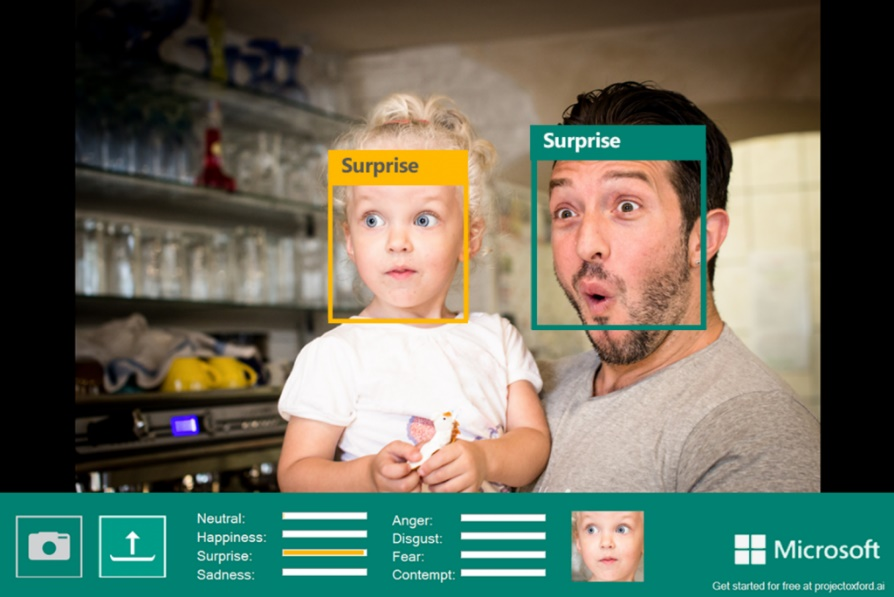 Surprise
Surprise
Neutral:
Happiness:
Surprise:
Sadness:
Anger:
Disgust:
Fear:
Contempt:
Microsoft
Get started for free at projectoxford.ai